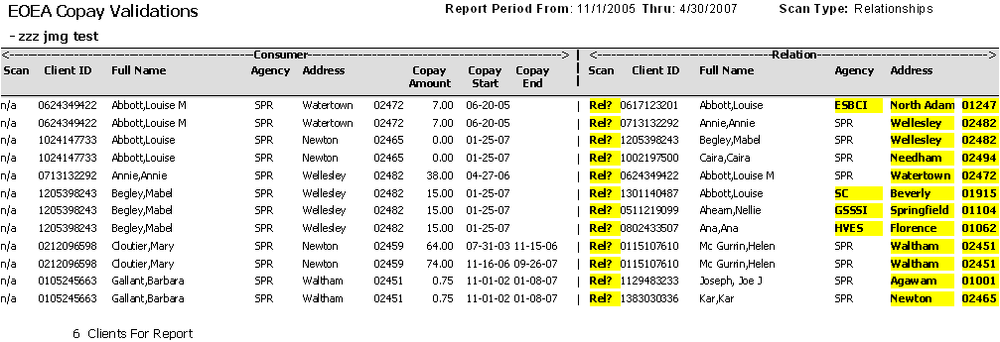 EOEA Copay Validations Report Period From: 11/1/2005 Thru: 4/30/2007 Scan Type: Relationships
- zzz jmg test
<---Consumer---> | <---Relation--->
Scan Client ID Full Name Agency Address Copay Copay Copay | Scan Client ID Full Name Agency Address
Amount Start End
n/a 0624349422 Abbott,Louise M SPR Watertown 02472 7.00 06-20-05 | Rel? 0617123201 Abbott,Louise ESBCI North Adam 01247
n/a 0624349422 Abbott,Louise M SPR Watertown 02472 7.00 06-20-05 | Rel? 0713132292 Annie,Annie SPR Wellesley 02482
n/a 1024147733 Abbott,Louise SPR Newton 02465 0.00 01-25-07 | Rel? 1205398243 Begley,Mabel SPR Wellesley 02482
n/a 1024147733 Abbott,Louise SPR Newton 02465 0.00 01-25-07 | Rel? 1002197500 Caira,Caira SPR Needham 02494
n/a 0713132292 Annie,Annie SPR Wellesley 02482 38.00 04-27-06 | Rel? 0624349422 Abbott,Louise M SPR Watertown 02472
n/a 1205398243 Begley,Mabel SPR Wellesley 02482 15.00 01-25-07 | Rel? 1301140487 Abbott,Louise SC Beverly 01915
n/a 1205398243 Begley,Mabel SPR Wellesley 02482 15.00 01-25-07 | Rel? 0511219099 Ahearn,Nellie GSSSI Springfield 01104
n/a 1205398243 Begley,Mabel SPR Wellesley 02482 15.00 01-25-07 | Rel? 0802433507 Ana,Ana HVES Florence 01062
n/a 0212096598 Cloutier,Mary SPR Newton 02459 64.00 07-31-03 11-15-06 | Rel? 0115107610 Mc Gurrin,Helen SPR Waltham 02451
n/a 0212096598 Cloutier,Mary SPR Newton 02459 74.00 11-16-06 09-26-07 | Rel? 0115107610 Mc Gurrin,Helen SPR Waltham 02451
n/a 0105245663 Gallant,Barbara SPR Waltham 02451 0.75 11-01-02 01-08-07 | Rel? 1129483233 Joseph, Joe J SPR Agawam 01001
n/a 0105245663 Gallant,Barbara SPR Waltham 02451 0.75 11-01-02 01-08-07 | Rel? 1383030336 Kar,Kar SPR Newton 02465
6 Clients For Report